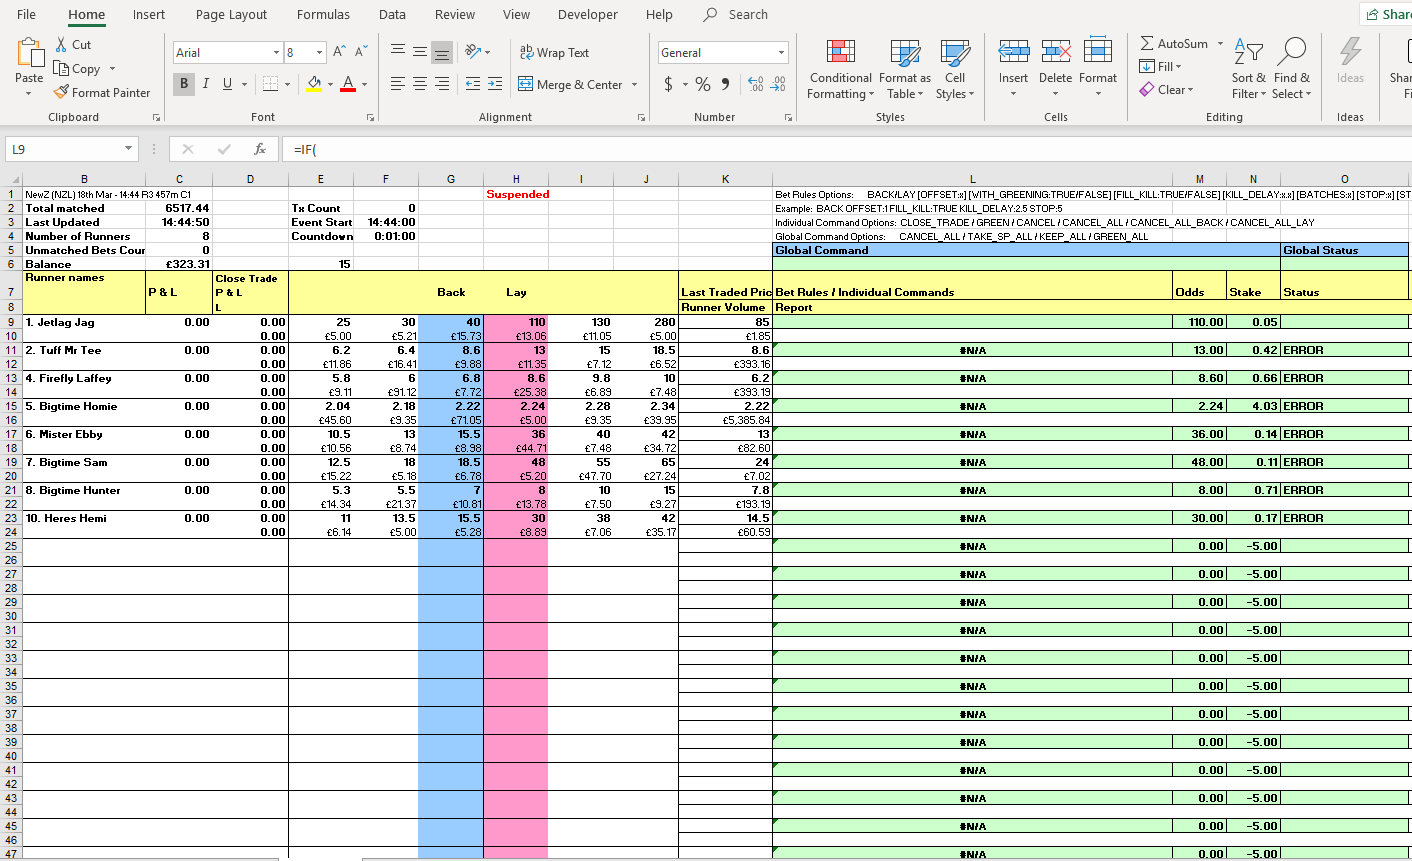 File Home Insert Page Layout Formulas Data Review View Developer Help Search Share
Cut
Copy
Format Painter
Paste
Clipboard
Arial 8 A A
B I U A
Font
ab Wrap Text
Merge & Center
Alignment
General
$ % 9
Number
Conditional Formatting
Format as Table
Cell Styles
Styles
Insert Delete Format
Cells
AutoSum
Fill
Clear
Sort & Filter
Find & Select
Editing
Ideas
Ideas
L9 fx =IF(
B C D E F G H I J K L M N O
1 NewZ (NZL) 18th Mar - 14:44 R3 457m C1 Suspended Bet Rules Options: BACK/LAY [OFFSET:x] [WITH_GREENING:TRUE/FALSE] [FILL_KILL:TRUE/FALSE] [KILL_DELAY:x.x] [BATCHES:x] [STOP:x] [ST
2 Total matched 6517.44 Tx Count 0 Example: BACK OFFSET:1 FILL_KILL:TRUE KILL_DELAY:2.5 STOP:5
3 Last Updated 14:44:50 Event Start 14:44:00 Individual Command Options: CLOSE_TRADE / GREEN / CANCEL / CANCEL_ALL / CANCEL_ALL_BACK / CANCEL_ALL_LAY
4 Number of Runners 8 Countdown 0:01:00 Global Command Options: CANCEL_ALL / TAKE_SP_ALL / KEEP_ALL / GREEN_ALL
5 Unmatched Bets Cour 0 Global Command Global Status
6 Balance £323.31 15
Runner names Close Trade
7 P & L P & L Back Lay Last Traded Pric Bet Rules / Individual Commands Odds Stake Status
8 L Runner Volume Report
9 1. Jetlag Jag 0.00 0.00 25 30 40 110 130 280 85 110.00 0.05
10 0.00 £5.00 £5.21 £15.73 £13.06 £11.05 £5.00 £1.85
11 2. Tuff Mr Tee 0.00 0.00 6.2 6.4 8.6 13 15 18.5 8.6 #N/A 13.00 0.42 ERROR
12 0.00 £11.86 £16.41 £9.88 £11.35 £7.12 £6.52 £393.16
13 4. Firefly Laffey 0.00 0.00 5.8 6 6.8 8.6 9.8 10 6.2 #N/A 8.60 0.66 ERROR
14 0.00 £9.11 £91.12 £7.72 £25.38 £6.89 £7.48 £393.19
15 5. Bigtime Homie 0.00 0.00 2.04 2.18 2.22 2.24 2.28 2.34 2.22 #N/A 2.24 4.03 ERROR
16 0.00 £45.60 £9.35 £71.05 £5.00 £9.35 £39.95 £5,385.84
17 6. Mister Ebby 0.00 0.00 10.5 13 15.5 36 40 42 13 #N/A 36.00 0.14 ERROR
18 0.00 £10.56 £8.74 £8.98 £44.71 £7.48 £34.72 £82.60
19 7. Bigtime Sam 0.00 0.00 12.5 18 18.5 48 55 65 24 #N/A 48.00 0.11 ERROR
20 0.00 £15.22 £5.18 £6.78 £5.20 £47.70 £27.24 £7.02
21 8. Bigtime Hunter 0.00 0.00 5.3 5.5 7 8 10 15 7.8 #N/A 8.00 0.71 ERROR
22 0.00 £14.34 £21.37 £10.81 £13.78 £7.50 £9.27 £193.19
23 10. Heres Hemi 0.00 0.00 11 13.5 15.5 30 38 42 14.5 #N/A 30.00 0.17 ERROR
24 0.00 £6.14 £5.00 £5.28 £8.89 £7.06 £35.17 £60.59
25 #N/A 0.00 -5.00
26
27 #N/A 0.00 -5.00
28
29 #N/A 0.00 -5.00
30
31 #N/A 0.00 -5.00
32
33 #N/A 0.00 -5.00
34
35 #N/A 0.00 -5.00
36
37 #N/A 0.00 -5.00
38
39 #N/A 0.00 -5.00
40
41 #N/A 0.00 -5.00
42
43 #N/A 0.00 -5.00
44
45 #N/A 0.00 -5.00
46
47 #N/A 0.00 -5.00